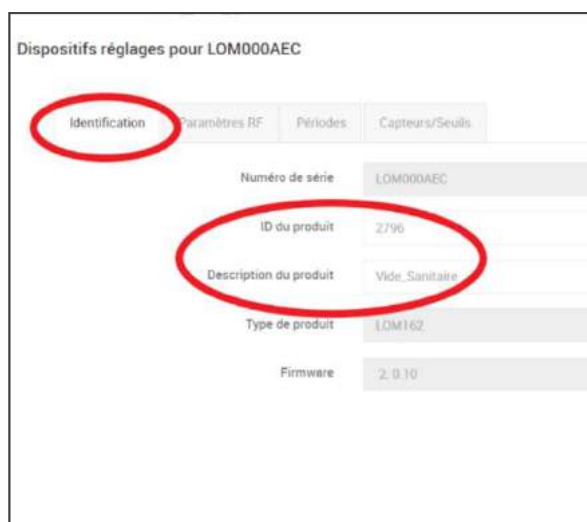 Dispositifs réglages pour LOM000AEC
Identification Paramètres RF Périodes Capteurs/Seuils
Numéro de série LOM000AEC
ID du produit 2796
Description du produit Vide_Sanitaire
Type de produit LOM162
Firmware 2, 0.10